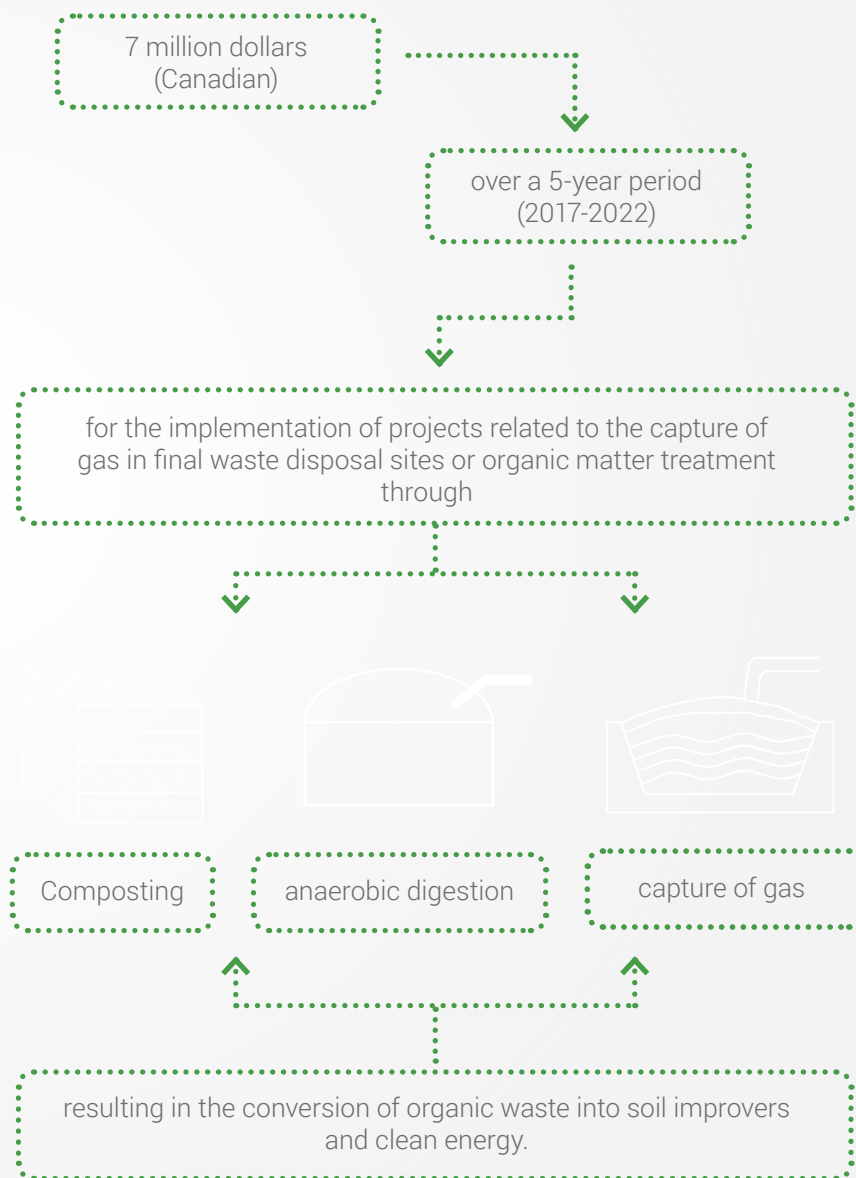 7 million dollars
(Canadian)
over a 5-year period
(2017-2022)
for the implementation of projects related to the capture of
gas in final waste disposal sites or organic matter treatment
through
Composting
anaerobic digestion
capture of gas
resulting in the conversion of organic waste into soil improvers
and clean energy.